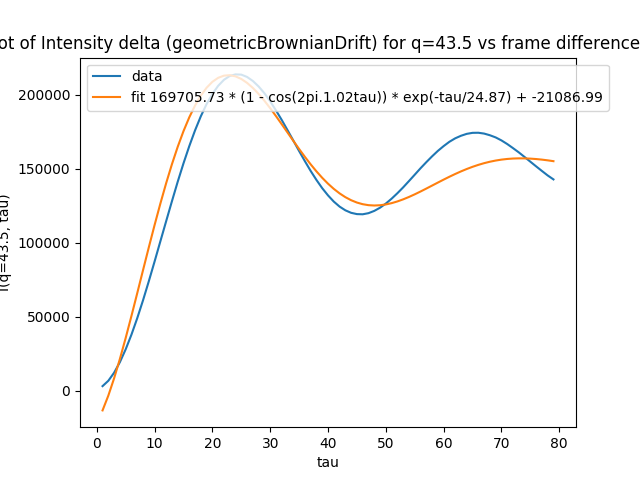 ot of Intensity delta (geometricBrownianDrift) for q=43.5 vs frame difference
data
fit 169705.73 * (1 - cos(2pi.1.02tau)) * exp(-tau/24.87) + -21086.99
200000
150000
100000
50000
0
I(q=43.5, tau)
0 10 20 30 40 50 60 70 80
tau